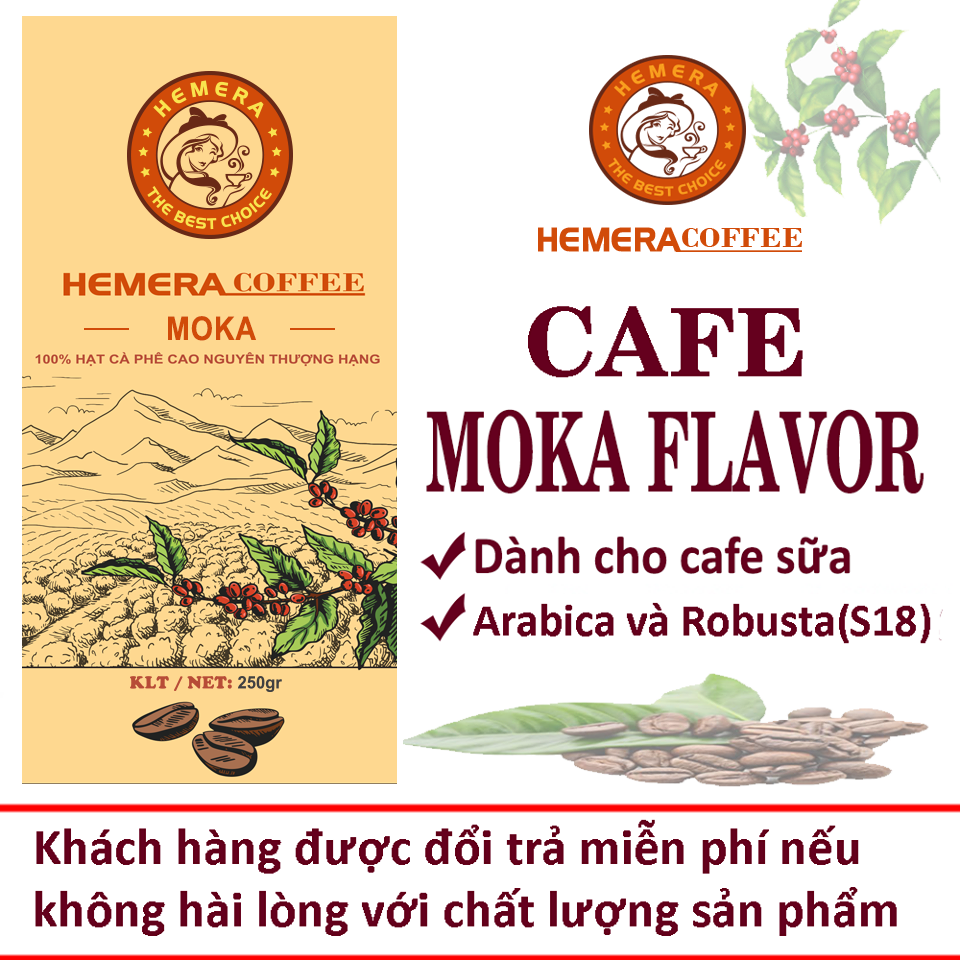 HEMERA
THE BEST CHOICE
HEMERA COFFEE
MOKA
100% HẠT CÀ PHÊ CAO NGUYÊN THƯỢNG HẠNG
KLT / NET: 250gr
HEMERA
THE BEST CHOICE
HEMERA COFFEE
CAFE
MOKA FLAVOR
Dành cho cafe sữa
Arabica và Robusta(S18)
Khách hàng được đổi trả miễn phí nếu
không hài lòng với chất lượng sản phẩm